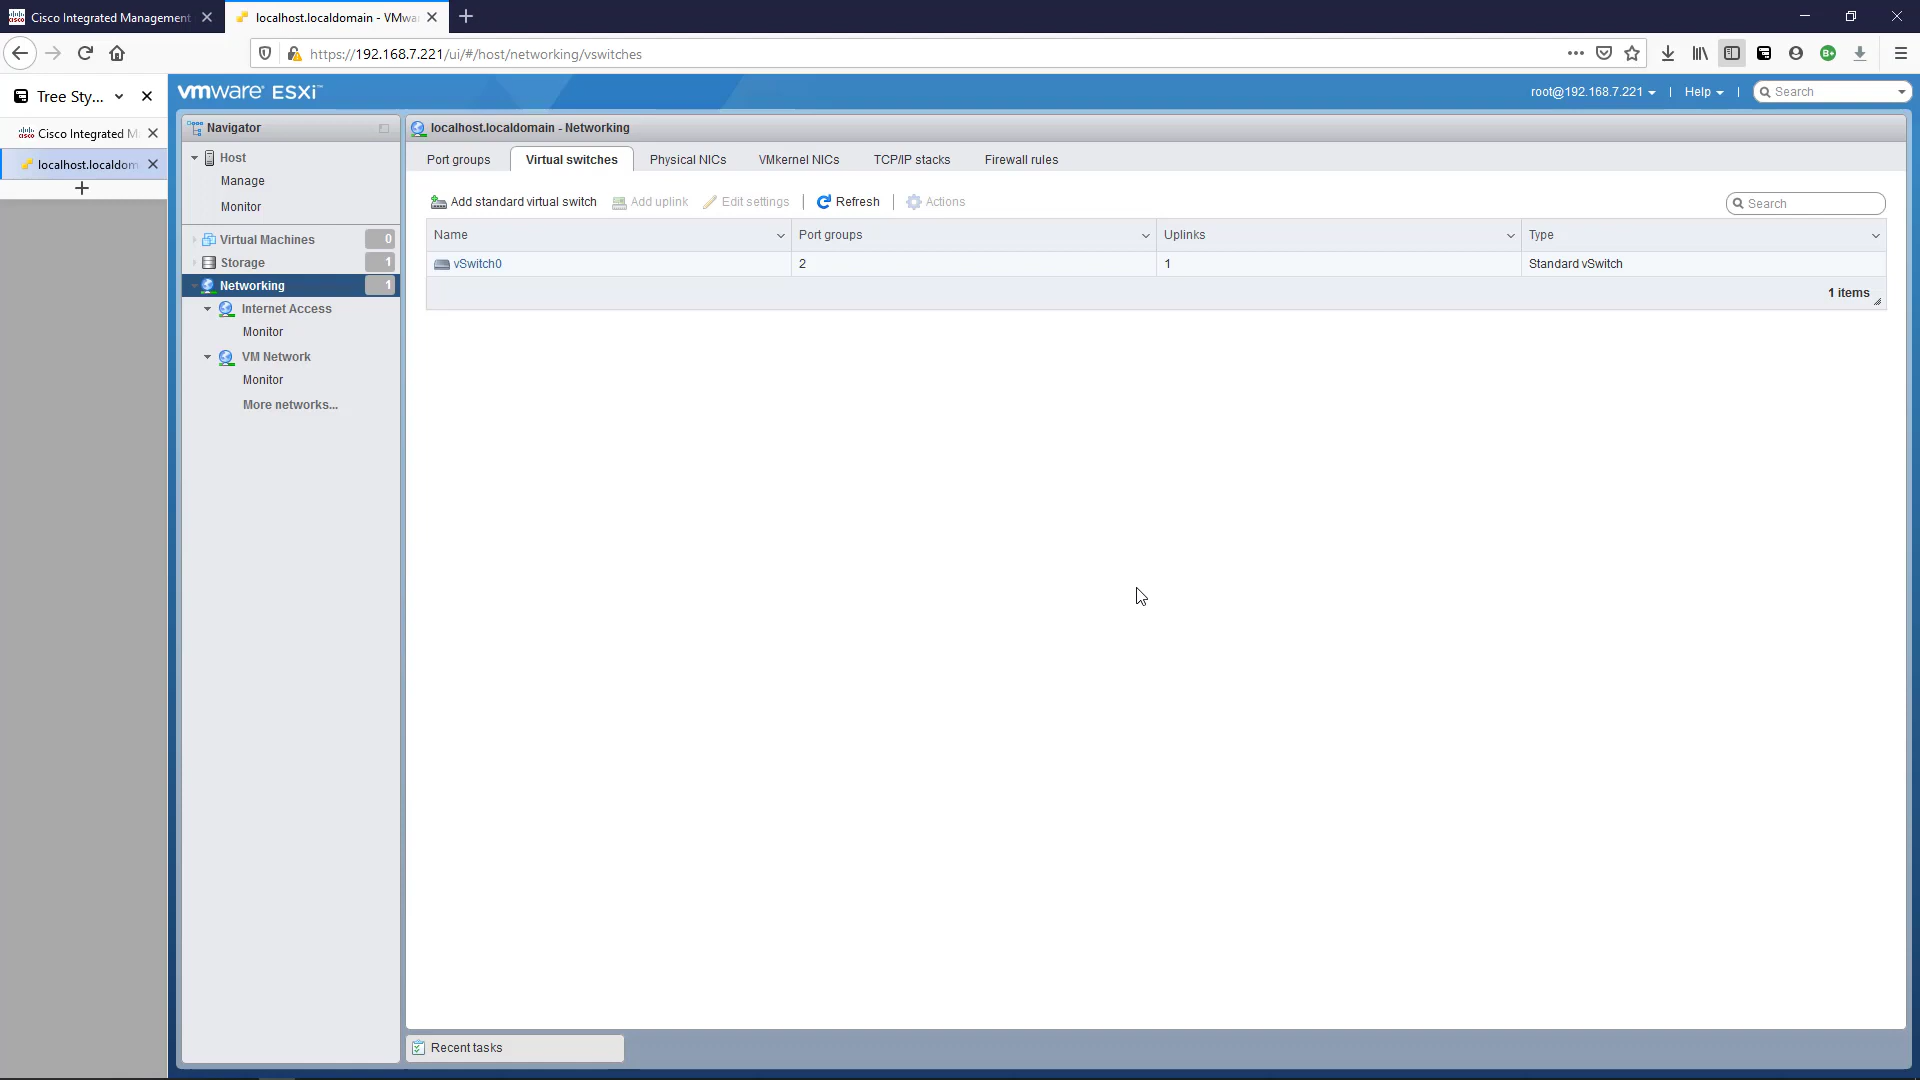 Cisco Integrated Management
localhost.localdomain - VMwa
https://192.168.7.221/ui/#/host/networking/vswitches
Tree Sty...
Cisco Integrated M
localhost.localdom
vmware ESXi™
root@192.168.7.221
Help
Search
Navigator
Host
Manage
Monitor
Virtual Machines 0
Storage 1
Networking 1
Internet Access
Monitor
VM Network
Monitor
More networks...
localhost.localdomain - Networking
Port groups Virtual switches Physical NICs VMkernel NICs TCP/IP stacks Firewall rules
Add standard virtual switch Add uplink Edit settings | Refresh | Actions
Search
Name Port groups Uplinks Type
vSwitch0 2 1 Standard vSwitch
1 items
Recent tasks